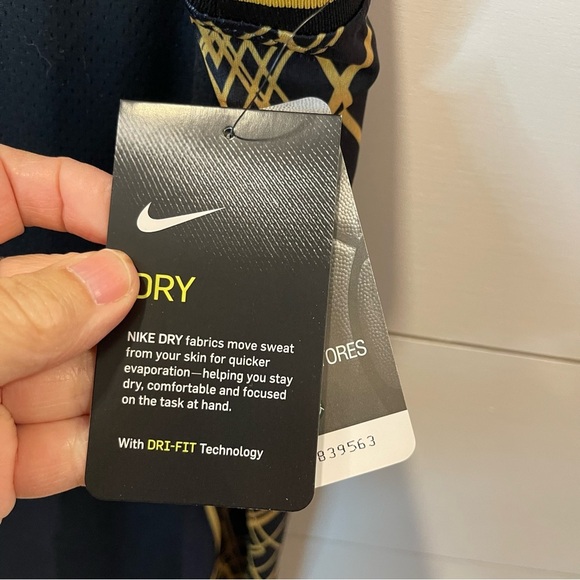 DRY
NIKE DRY fabrics move sweat
from your skin for quicker
evaporation—helping you stay
dry, comfortable and focused
on the task at hand.
With DRI-FIT Technology
ORES
839563